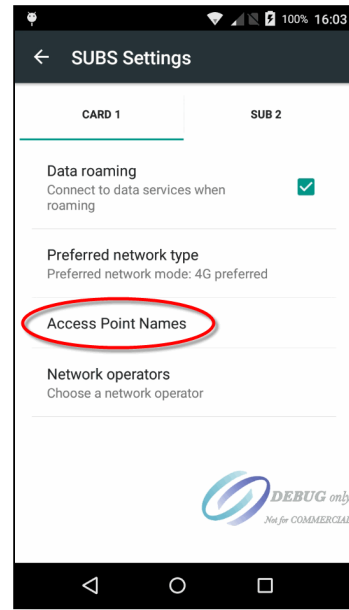 100% 16:03
SUBS Settings
CARD 1 SUB 2
Data roaming
Connect to data services when
roaming
Preferred network type
Preferred network mode: 4G preferred
Access Point Names
Network operators
Choose a network operator
DEBUG only
Not for COMMERCIAL